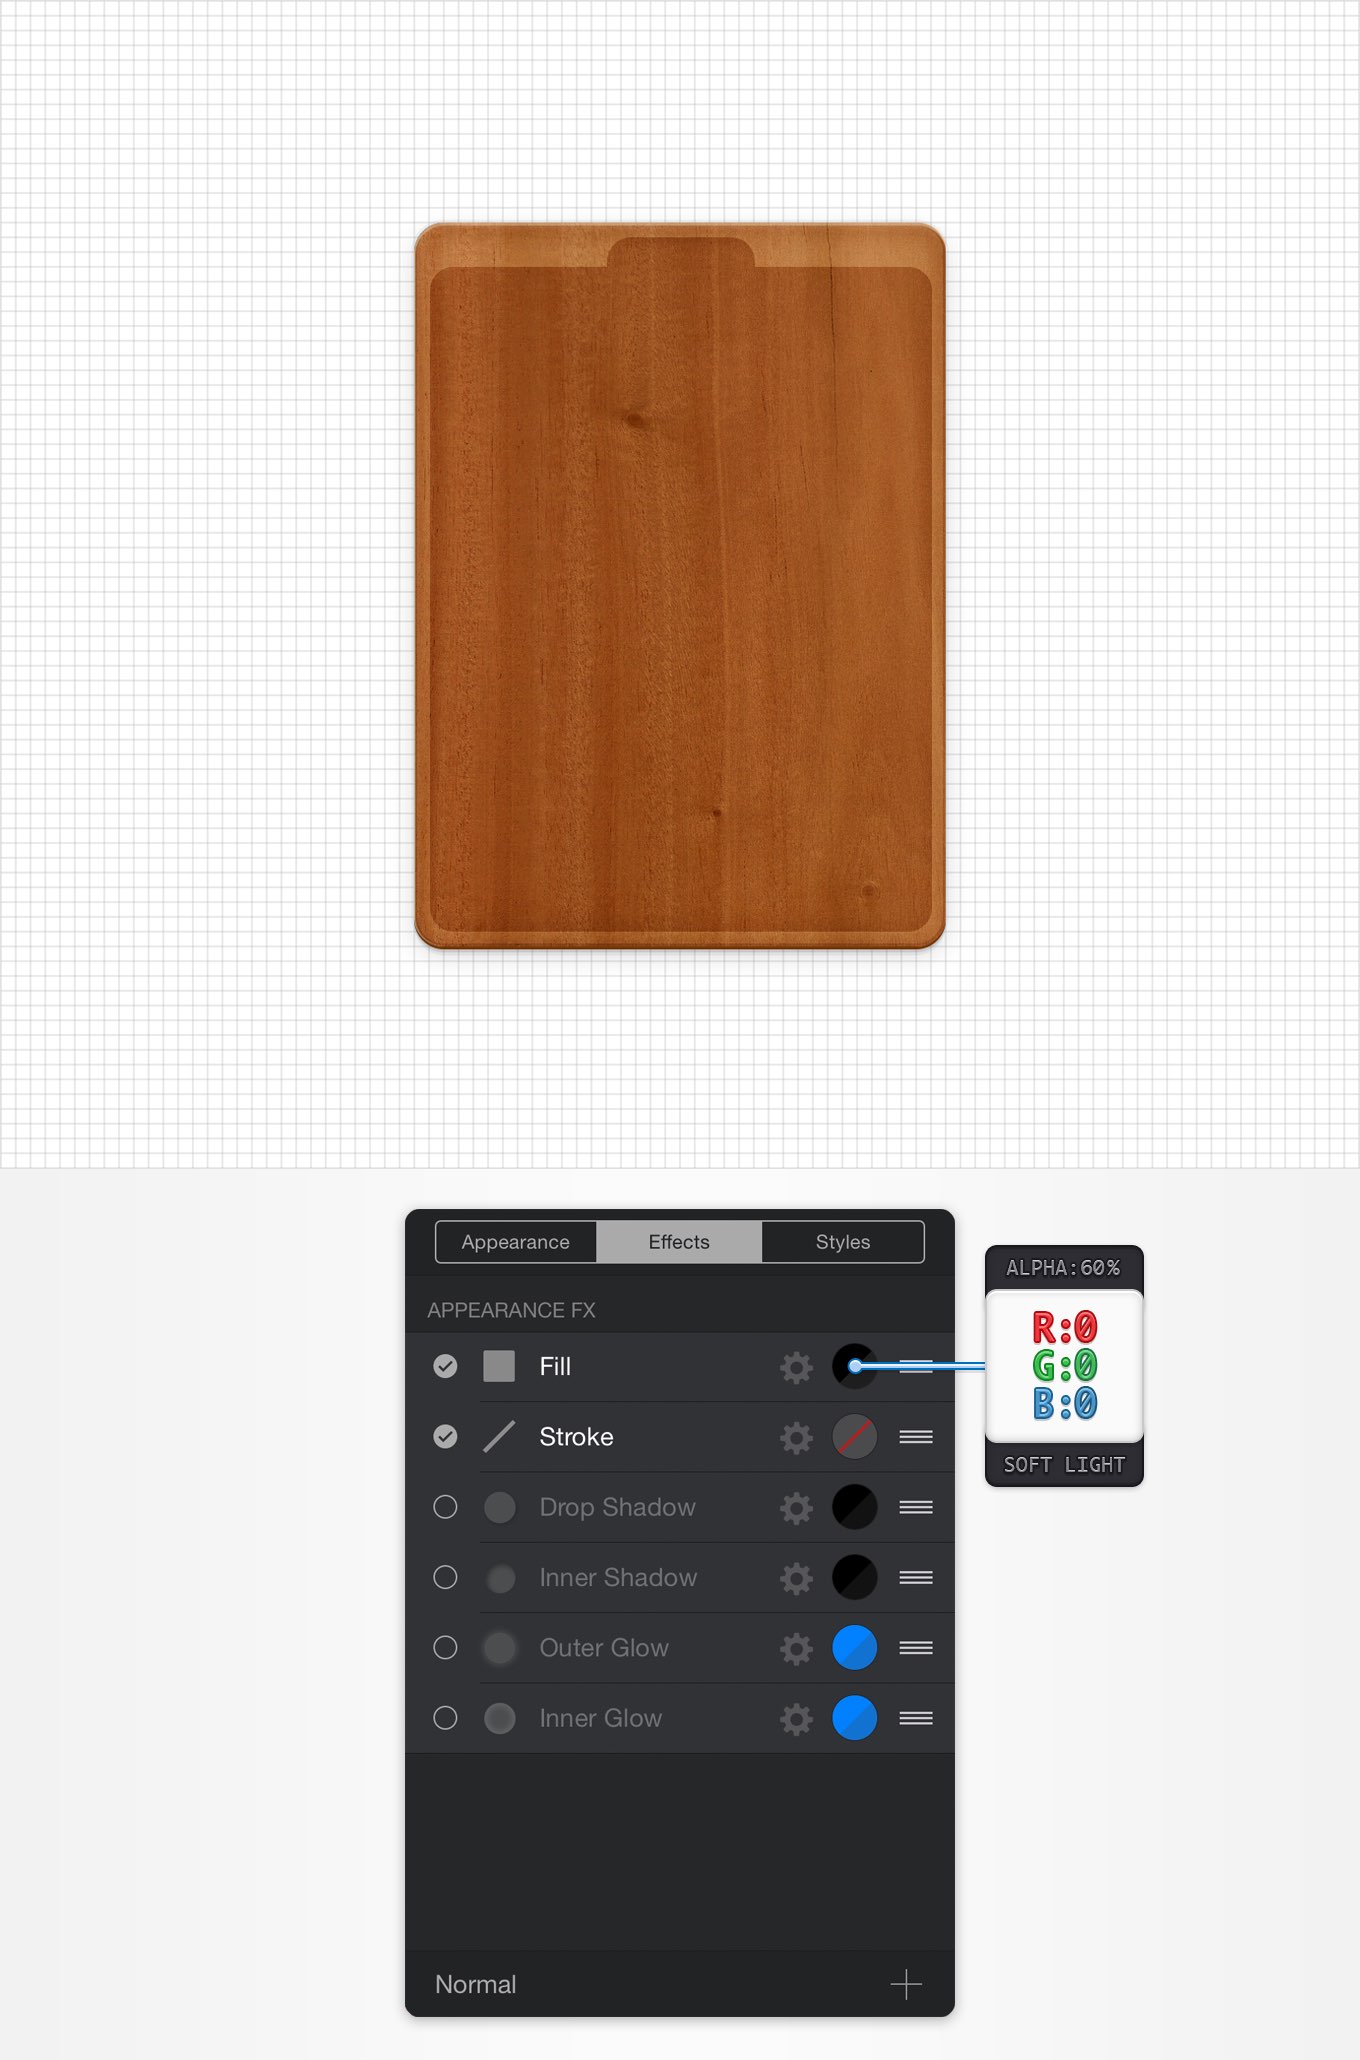 Appearance
Effects
Styles
APPEARANCE FX
Fill
Stroke
Drop Shadow
Inner Shadow
Outer Glow
Inner Glow
Normal
ALPHA:60%
R:0
G:0
B:0
SOFT LIGHT